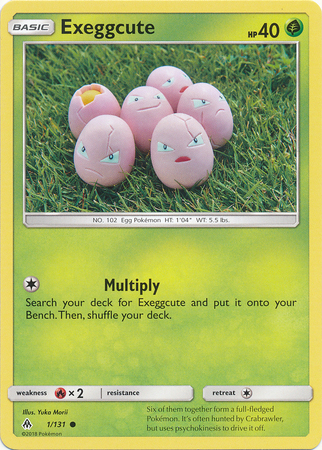 BASIC Exeggcute HP 40
NO. 102 Egg Pokémon HT: 1'04" WT: 5.5 lbs.
Multiply
Search your deck for Exeggcute and put it onto your
Bench. Then, shuffle your deck.
weakness × 2 resistance retreat
Illus. Yuka Morii
1/131
©2018 Pokémon
Six of them together form a full-fledged
Pokémon. It's often hunted by Crabrawler,
but uses psychokinesis to drive it off.